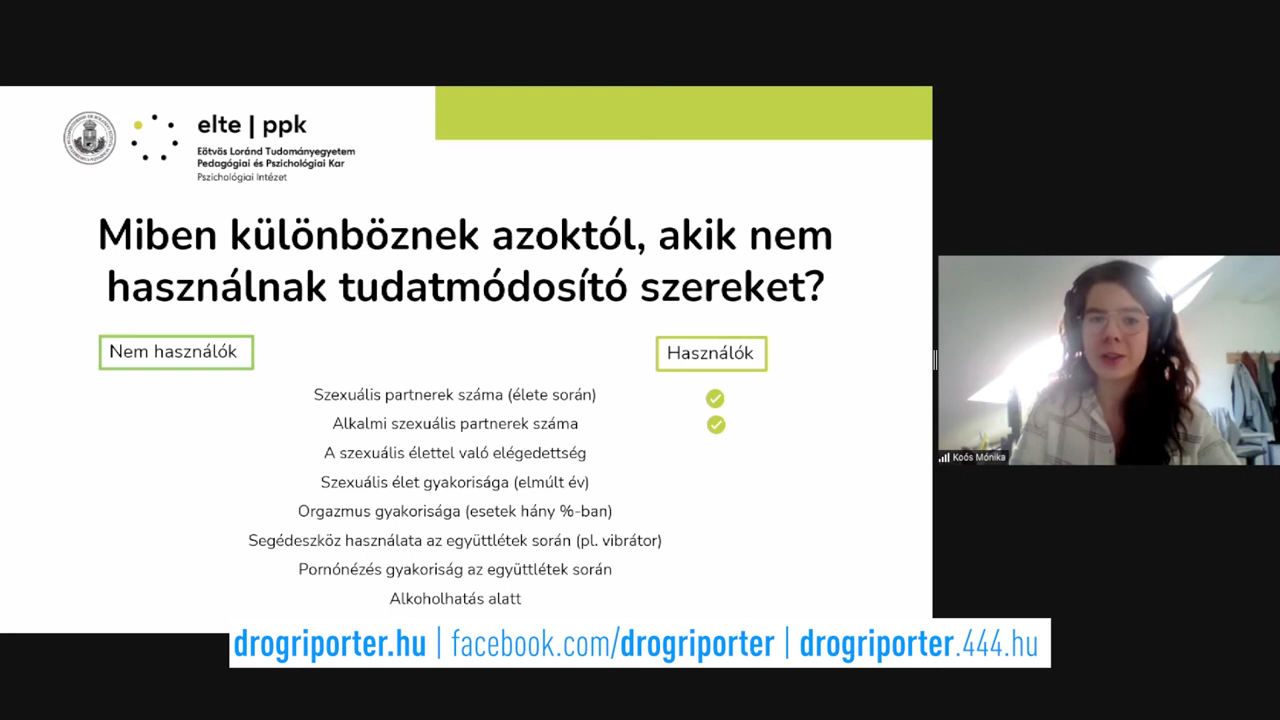 elte | ppk
Eötvös Loránd Tudományegyetem
Pedagógiai és Pszichológiai Kar
Pszichológiai Intézet
Miben különböznek azoktól, akik nem
használnak tudatmódosító szereket?
Nem használók
Használók
Szexuális partnerek száma (élete során)
Alkalmi szexuális partnerek száma
A szexuális élettel való elégedettség
Szexuális élet gyakorisága (elmúlt év)
Orgazmus gyakorisága (esetek hány %-ban)
Segédeszköz használata az együttlétek során (pl. vibrátor)
Pornónézés gyakoriság az együttlétek során
Alkoholhatás alatt
Koós Mónika
drogriporter.hu | facebook.com/drogriporter | drogriporter.444.hu